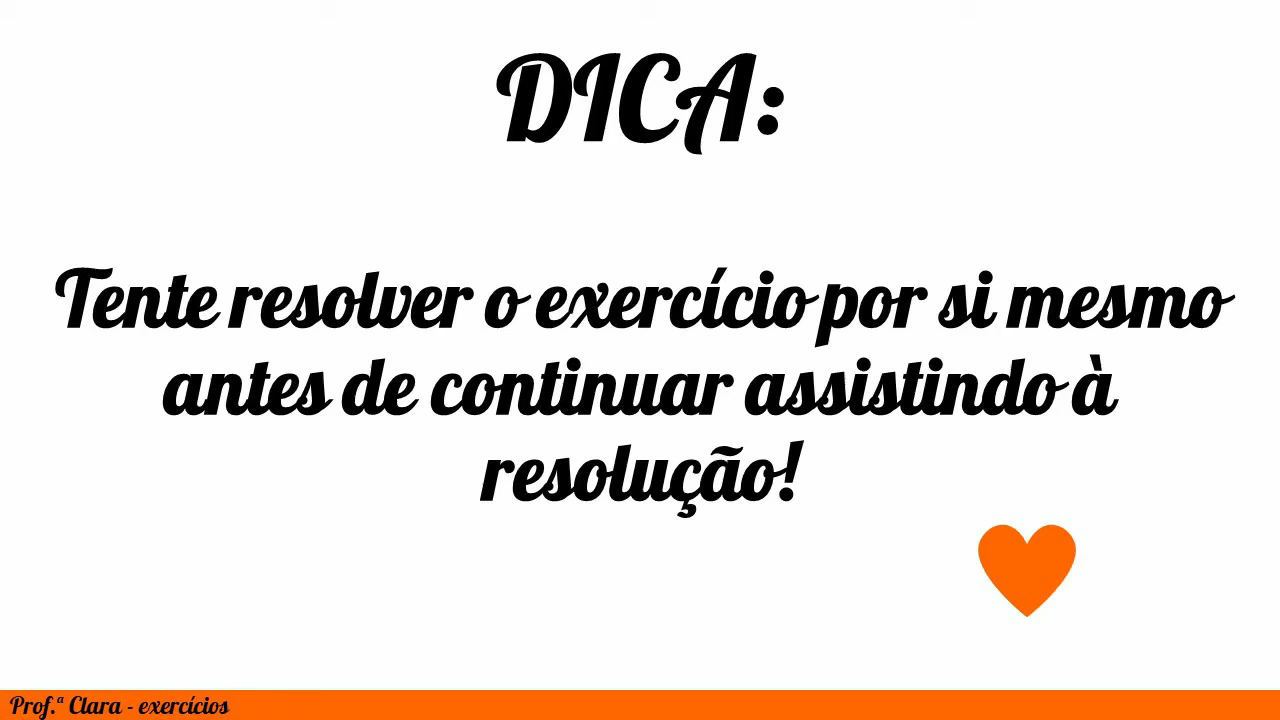 DICA:
Tente resolver o exercício por si mesmo
antes de continuar assistindo à
resolução!
Prof.ª Clara - exercícios